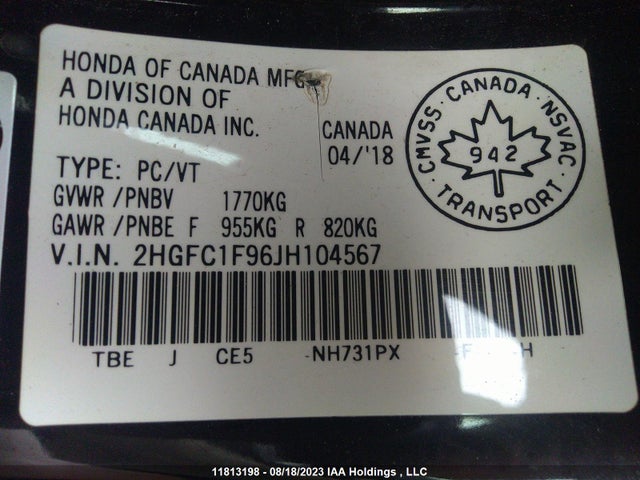 HONDA OF CANADA MFG.
A DIVISION OF
HONDA CANADA INC.
CANADA
04/'18
TYPE: PC/VT
GVWR /PNBV 1770KG
GAWR /PNBE F 955KG R 820KG
V.I.N. 2HGFC1F96JH104567
TBE J CE5 -NH731PX
CMVSS · CANADA · NSVAC · TRANSPORT ·
942
11813198 - 08/18/2023 IAA Holdings , LLC